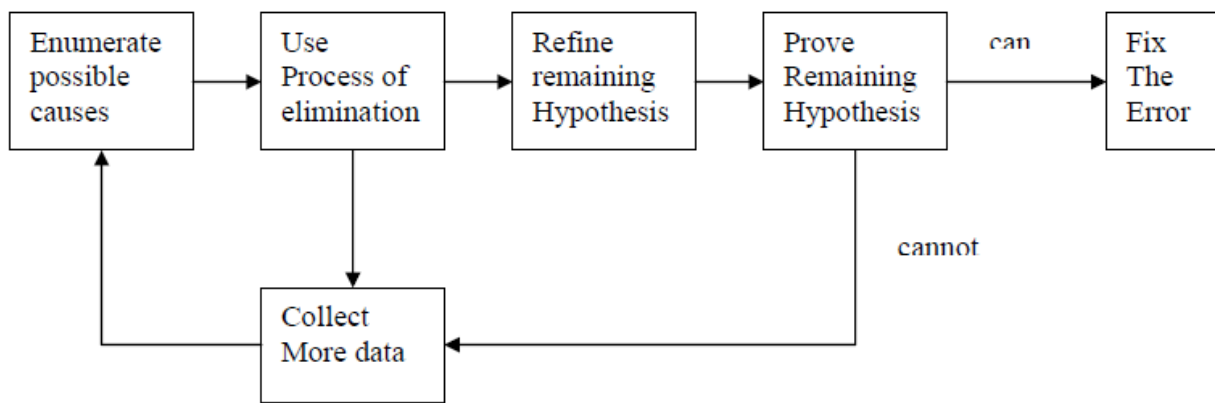 Enumerate
possible
causes
Use
Process of
elimination
Refine
remaining
Hypothesis
Prove
Remaining
Hypothesis
can
Fix
The
Error
cannot
Collect
More data